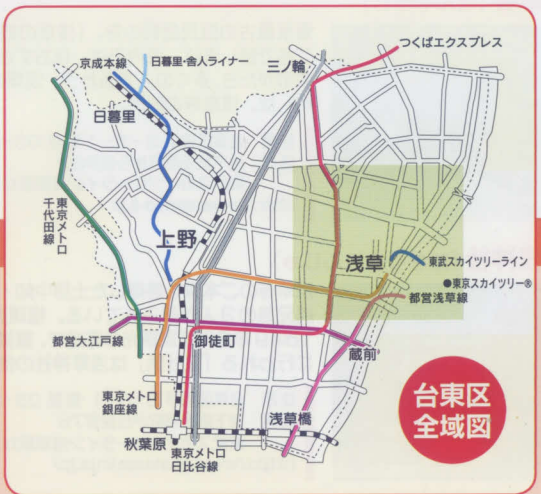 つくばエクスプレス
京成本線
日暮里・舎人ライナー
三ノ輪
日暮里
東京メトロ
千代田線
上野
浅草
東武スカイツリーライン
●東京スカイツリー®
都営浅草線
都営大江戸線
御徒町
蔵前
東京メトロ
銀座線
浅草橋
秋葉原
東京メトロ
日比谷線
台東区
全域図